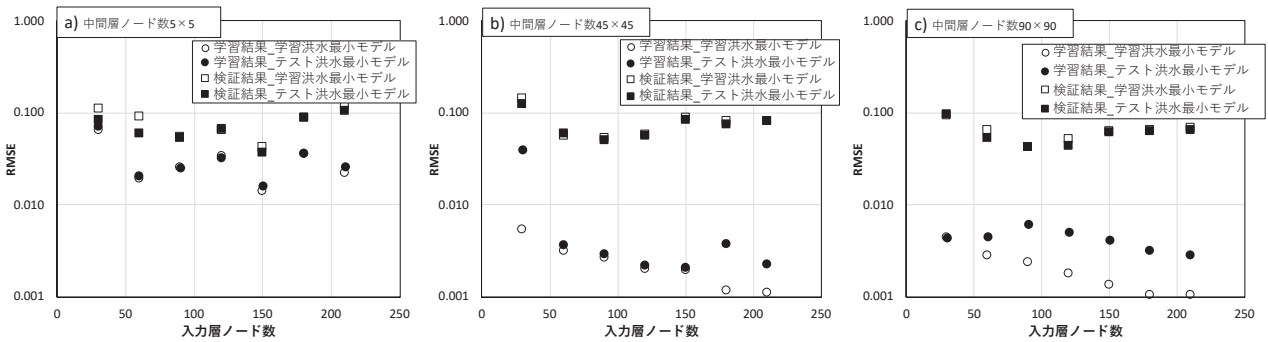 a) 中間層ノード数5×5
学習結果_学習洪水最小モデル
学習結果_テスト洪水最小モデル
検証結果_学習洪水最小モデル
検証結果_テスト洪水最小モデル
RMSE
1.000
0.100
0.010
0.001
0 50 100 150 200 250
入力層ノード数
b) 中間層ノード数45×45
学習結果_学習洪水最小モデル
学習結果_テスト洪水最小モデル
検証結果_学習洪水最小モデル
検証結果_テスト洪水最小モデル
RMSE
1.000
0.100
0.010
0.001
0 50 100 150 200 250
入力層ノード数
c) 中間層ノード数90×90
学習結果_学習洪水最小モデル
学習結果_テスト洪水最小モデル
検証結果_学習洪水最小モデル
検証結果_テスト洪水最小モデル
RMSE
1.000
0.100
0.010
0.001
0 50 100 150 200 250
入力層ノード数